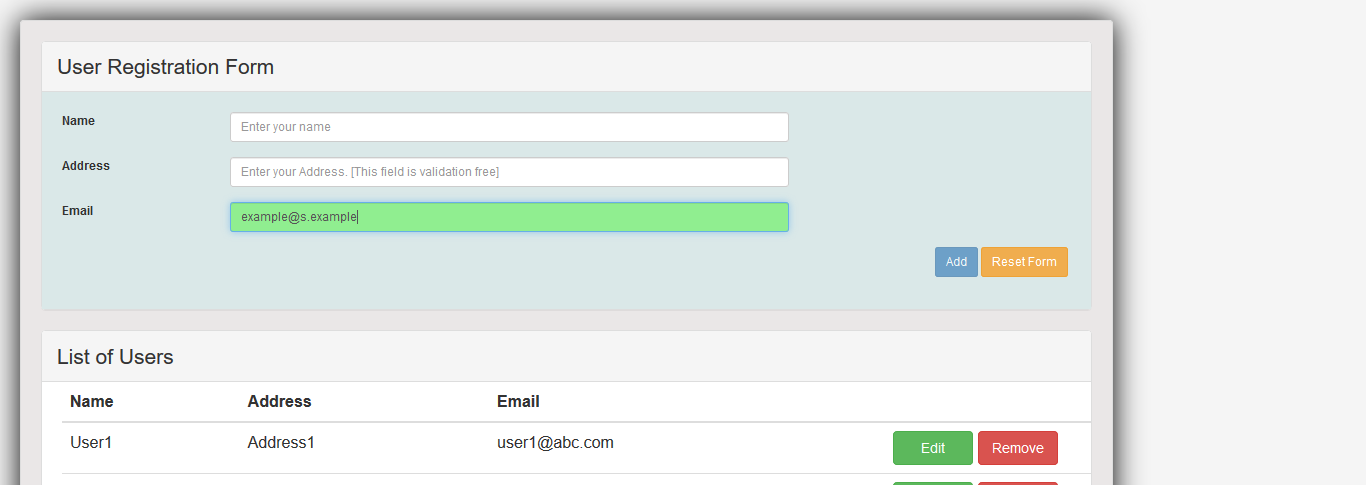 User Registration Form
Name
Enter your name
Address
Enter your Address. [This field is validation free]
Email
example@s.example
Add Reset Form
List of Users
Name Address Email
User1 Address1 user1@abc.com Edit Remove